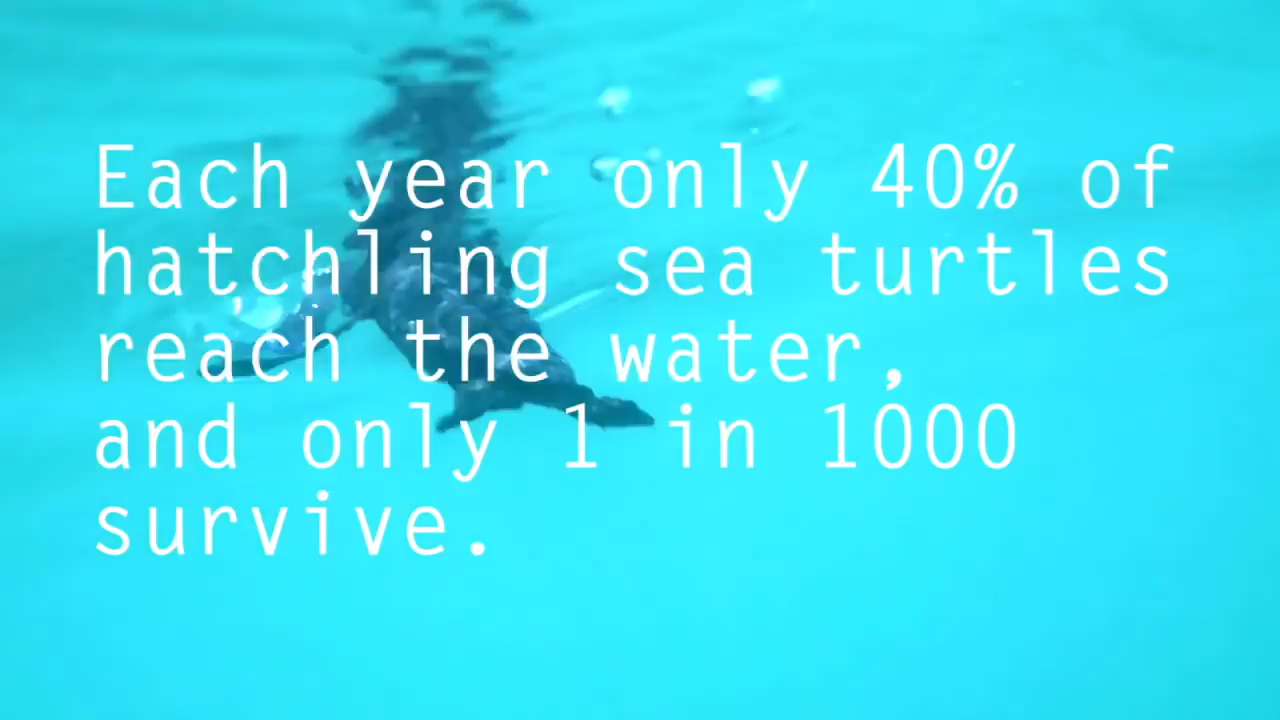 Each year only 40% of
hatchling sea turtles
reach the water,
and only 1 in 1000
survive.